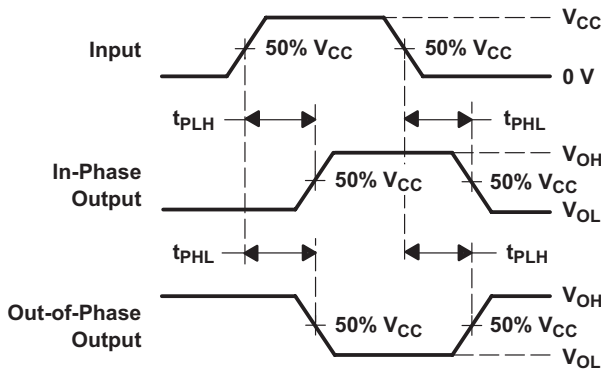 Input
50% VCC
50% VCC
VCC
0 V
tPLH
tPHL
In-Phase
Output
50% VCC
50% VCC
VOH
VOL
tPHL
tPLH
Out-of-Phase
Output
50% VCC
50% VCC
VOH
VOL